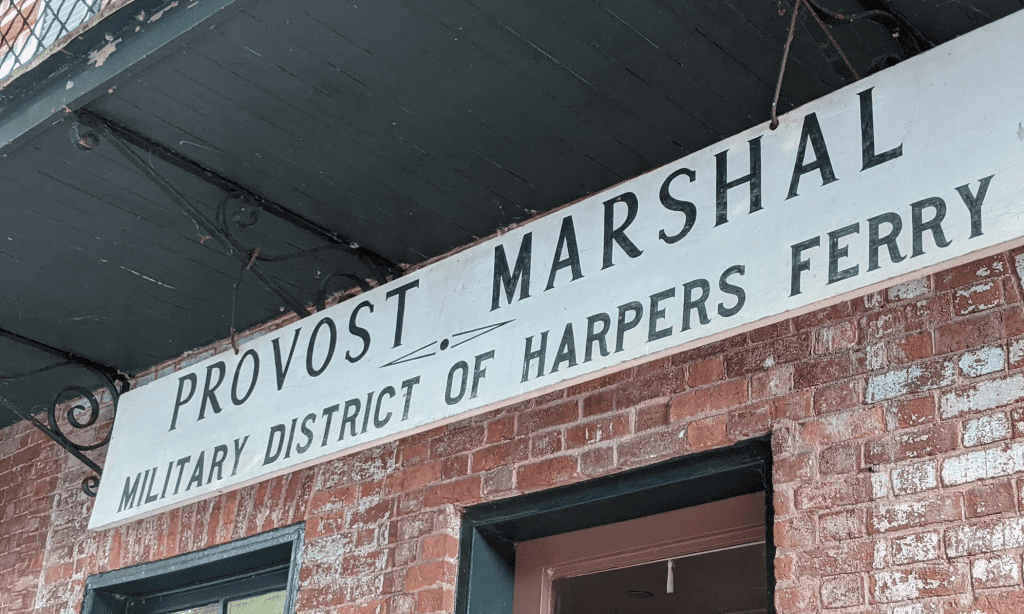 PROVOST MARSHAL
MILITARY DISTRICT OF HARPERS FERRY